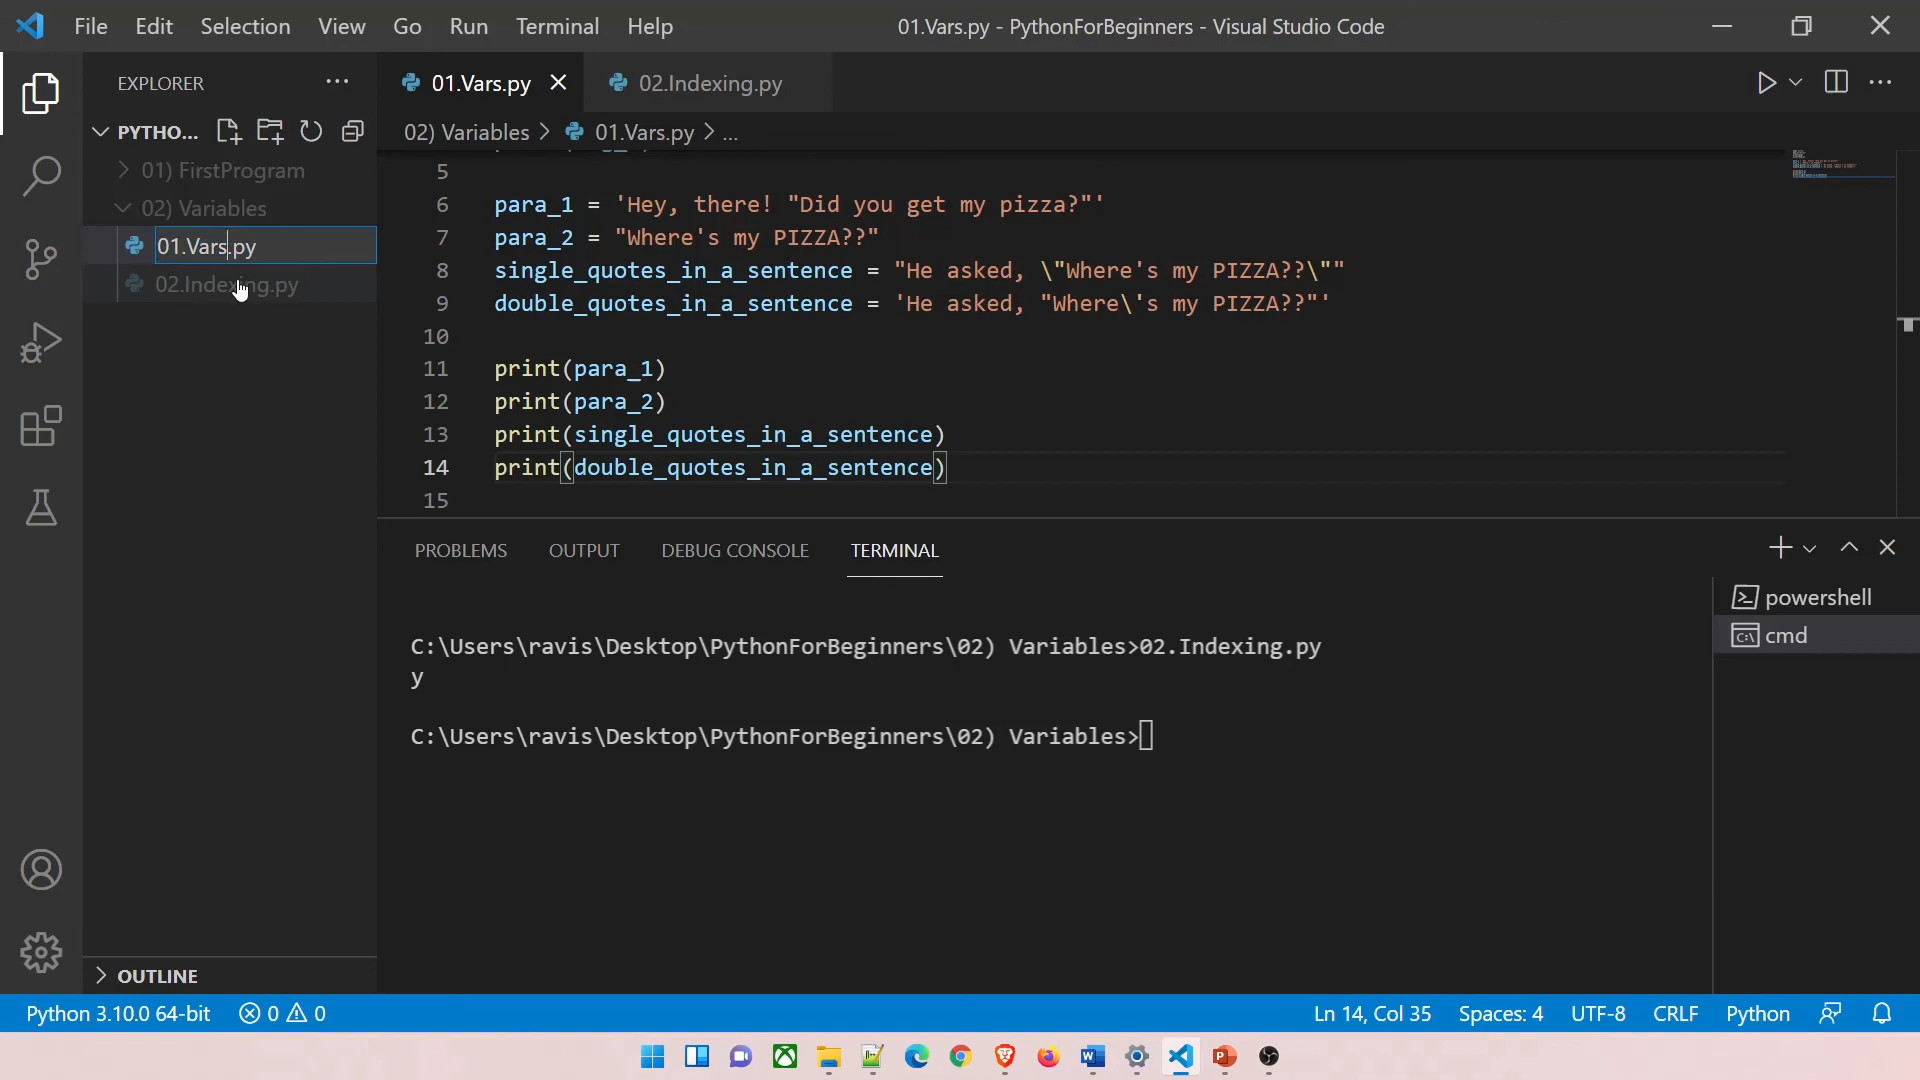 File Edit Selection View Go Run Terminal Help 01.Vars.py - PythonForBeginners - Visual Studio Code
EXPLORER
01.Vars.py 02.Indexing.py
PYTHO...
02) Variables > 01.Vars.py > ...
01) FirstProgram
02) Variables
01.Vars.py
02.Indexing.py
5
6 para_1 = 'Hey, there! "Did you get my pizza?"'
7 para_2 = "Where's my PIZZA??"
8 single_quotes_in_a_sentence = "He asked, \"Where's my PIZZA??\""
9 double_quotes_in_a_sentence = 'He asked, "Where\'s my PIZZA??"'
10
11 print(para_1)
12 print(para_2)
13 print(single_quotes_in_a_sentence)
14 print(double_quotes_in_a_sentence)
15
PROBLEMS OUTPUT DEBUG CONSOLE TERMINAL
powershell
cmd
C:\Users\ravis\Desktop\PythonForBeginners\02) Variables>02.Indexing.py
y
C:\Users\ravis\Desktop\PythonForBeginners\02) Variables>
OUTLINE
Python 3.10.0 64-bit 0 0 Ln 14, Col 35 Spaces: 4 UTF-8 CRLF Python